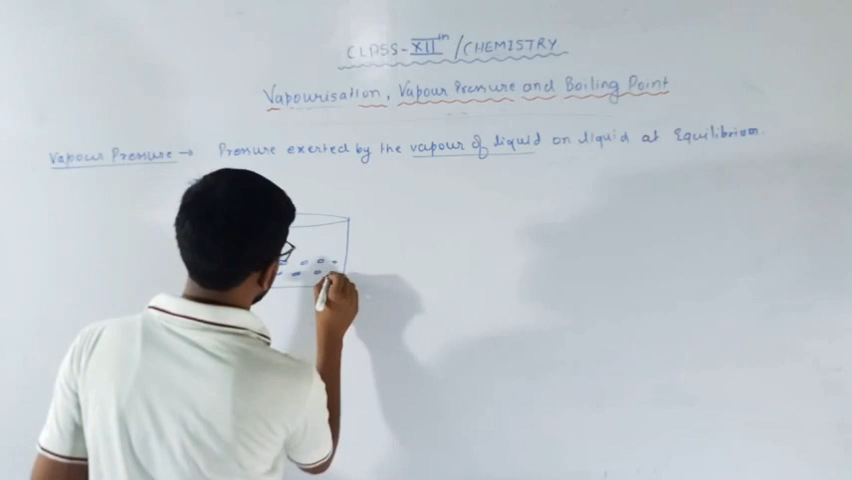 CLASS-XIIth/CHEMISTRY
Vapourisation, Vapour Pressure and Boiling Point
Vapour Pressure → Pressure exerted by the vapour of liquid on liquid at Equilibrium.